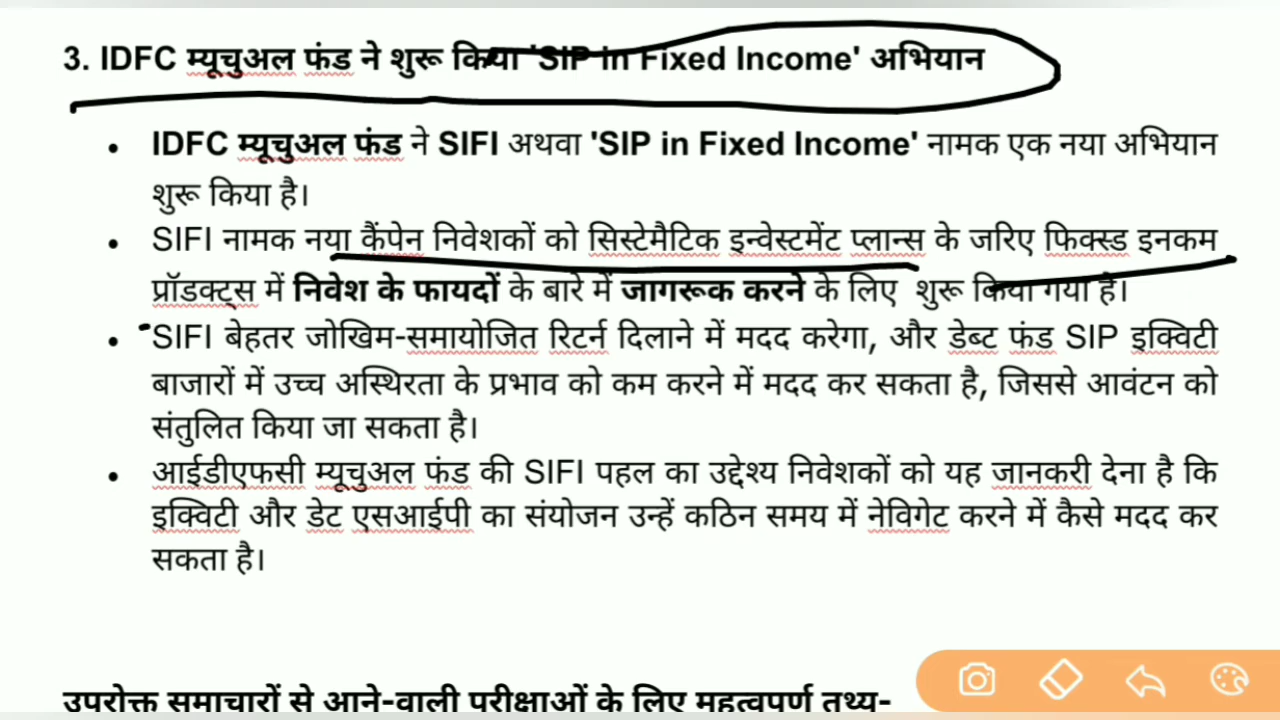 3. IDFC म्यूचुअल फंड ने शुरू किया 'SIP in Fixed Income' अभियान
• IDFC म्यूचुअल फंड ने SIFI अथवा 'SIP in Fixed Income' नामक एक नया अभियान
शुरू किया है।
• SIFI नामक नया कैंपेन निवेशकों को सिस्टेमैटिक इन्वेस्टमेंट प्लान्स के जरिए फिक्स्ड इनकम
प्रॉडक्ट्स में निवेश के फायदों के बारे में जागरूक करने के लिए शुरू किया गया है।
• SIFI बेहतर जोखिम-समायोजित रिटर्न दिलाने में मदद करेगा, और डेब्ट फंड SIP इक्विटी
बाजारों में उच्च अस्थिरता के प्रभाव को कम करने में मदद कर सकता है, जिससे आवंटन को
संतुलित किया जा सकता है।
• आईडीएफसी म्यूचुअल फंड की SIFI पहल का उद्देश्य निवेशकों को यह जानकरी देना है कि
इक्विटी और डेट एसआईपी का संयोजन उन्हें कठिन समय में नेविगेट करने में कैसे मदद कर
सकता है।
उपरोक्त समाचारों से आने-वाली परीक्षाओं के लिए महत्वपूर्ण तथ्य-